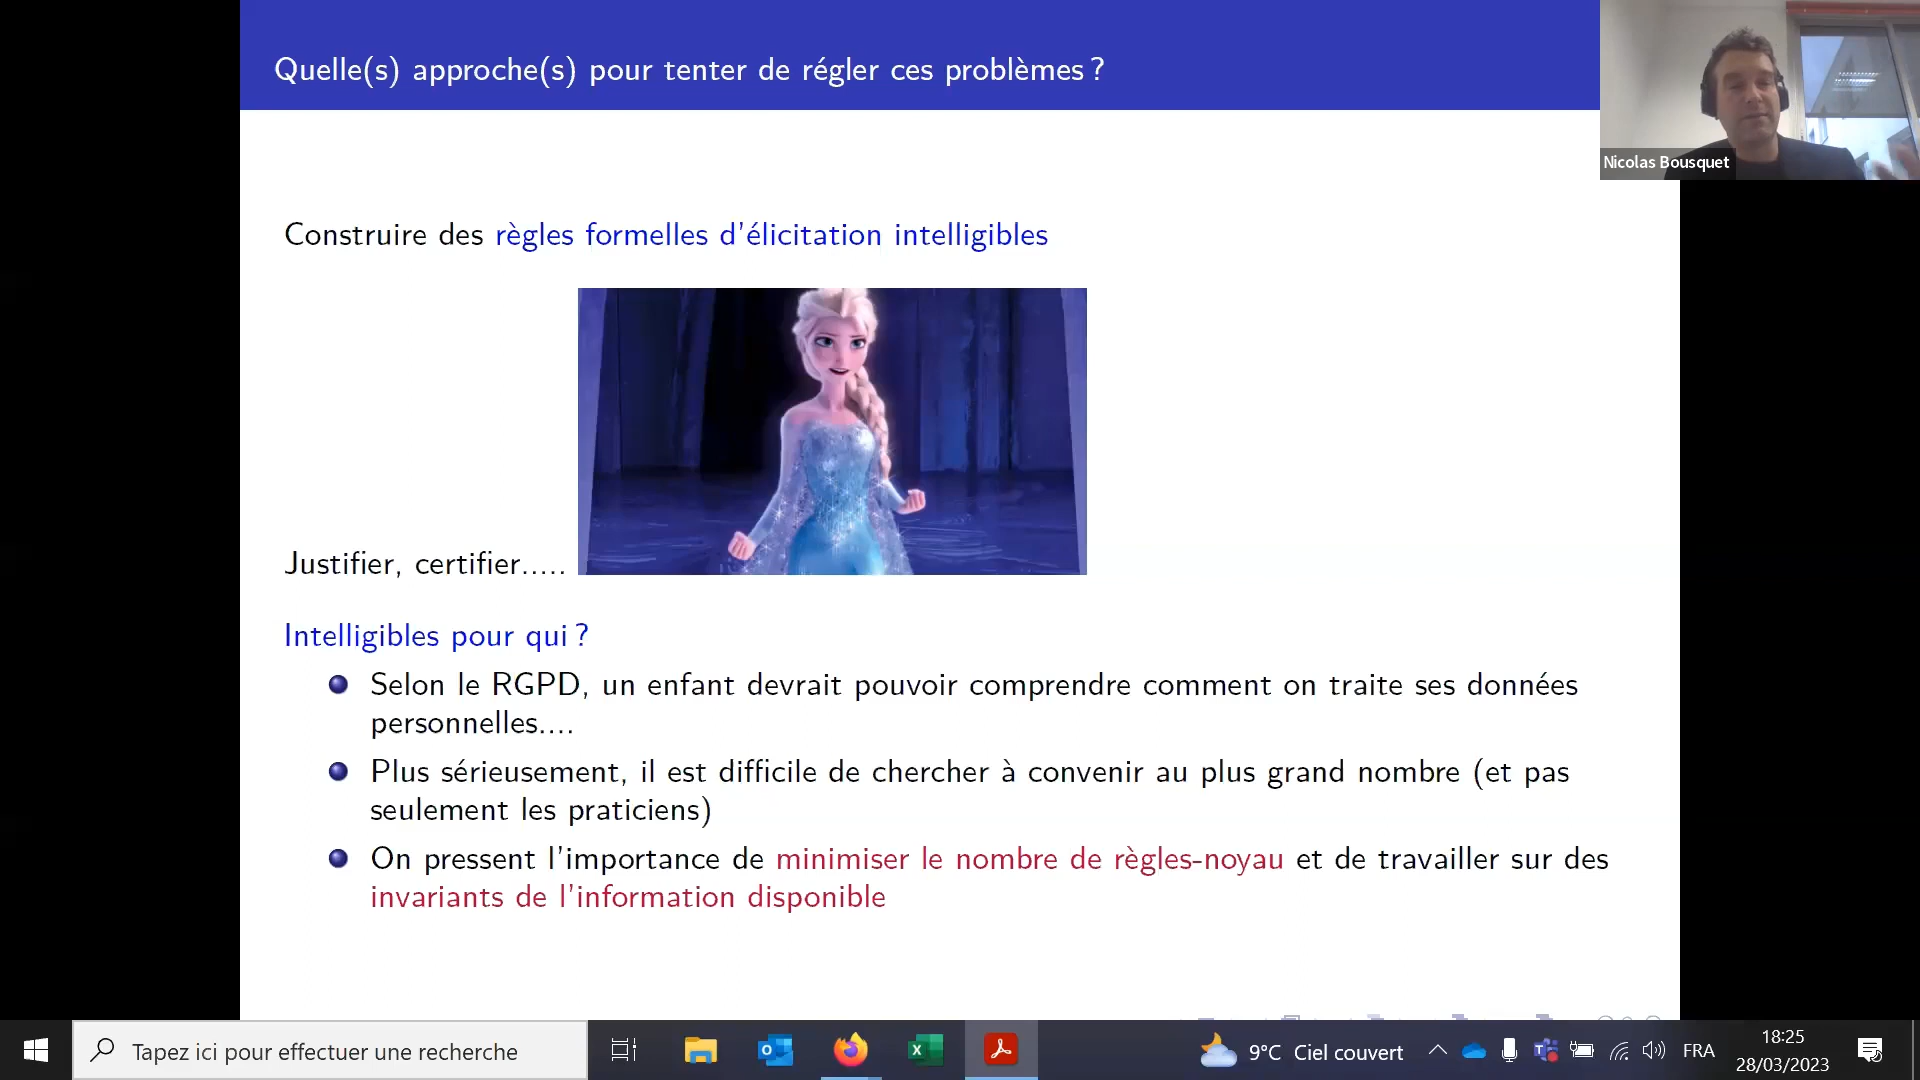 Quelle(s) approche(s) pour tenter de régler ces problèmes ?
Nicolas Bousquet
Construire des règles formelles d'élicitation intelligibles
Justifier, certifier.....
Intelligibles pour qui ?
Selon le RGPD, un enfant devrait pouvoir comprendre comment on traite ses données
personnelles....
Plus sérieusement, il est difficile de chercher à convenir au plus grand nombre (et pas
seulement les praticiens)
On pressent l'importance de minimiser le nombre de règles-noyau et de travailler sur des
invariants de l'information disponible
Tapez ici pour effectuer une recherche
9°C Ciel couvert
FRA
18:25
28/03/2023